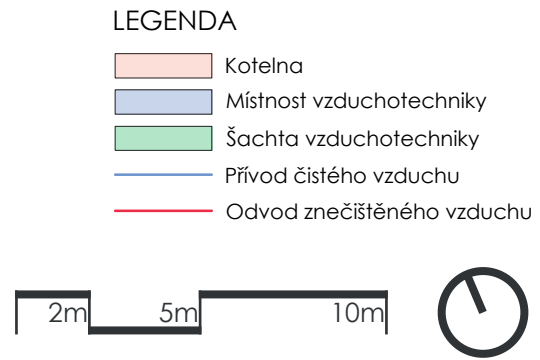 LEGENDA
Kotelna
Místnost vzduchotechniky
Šachta vzduchotechniky
Přívod čistého vzduchu
Odvod znečištěného vzduchu
2m 5m 10m